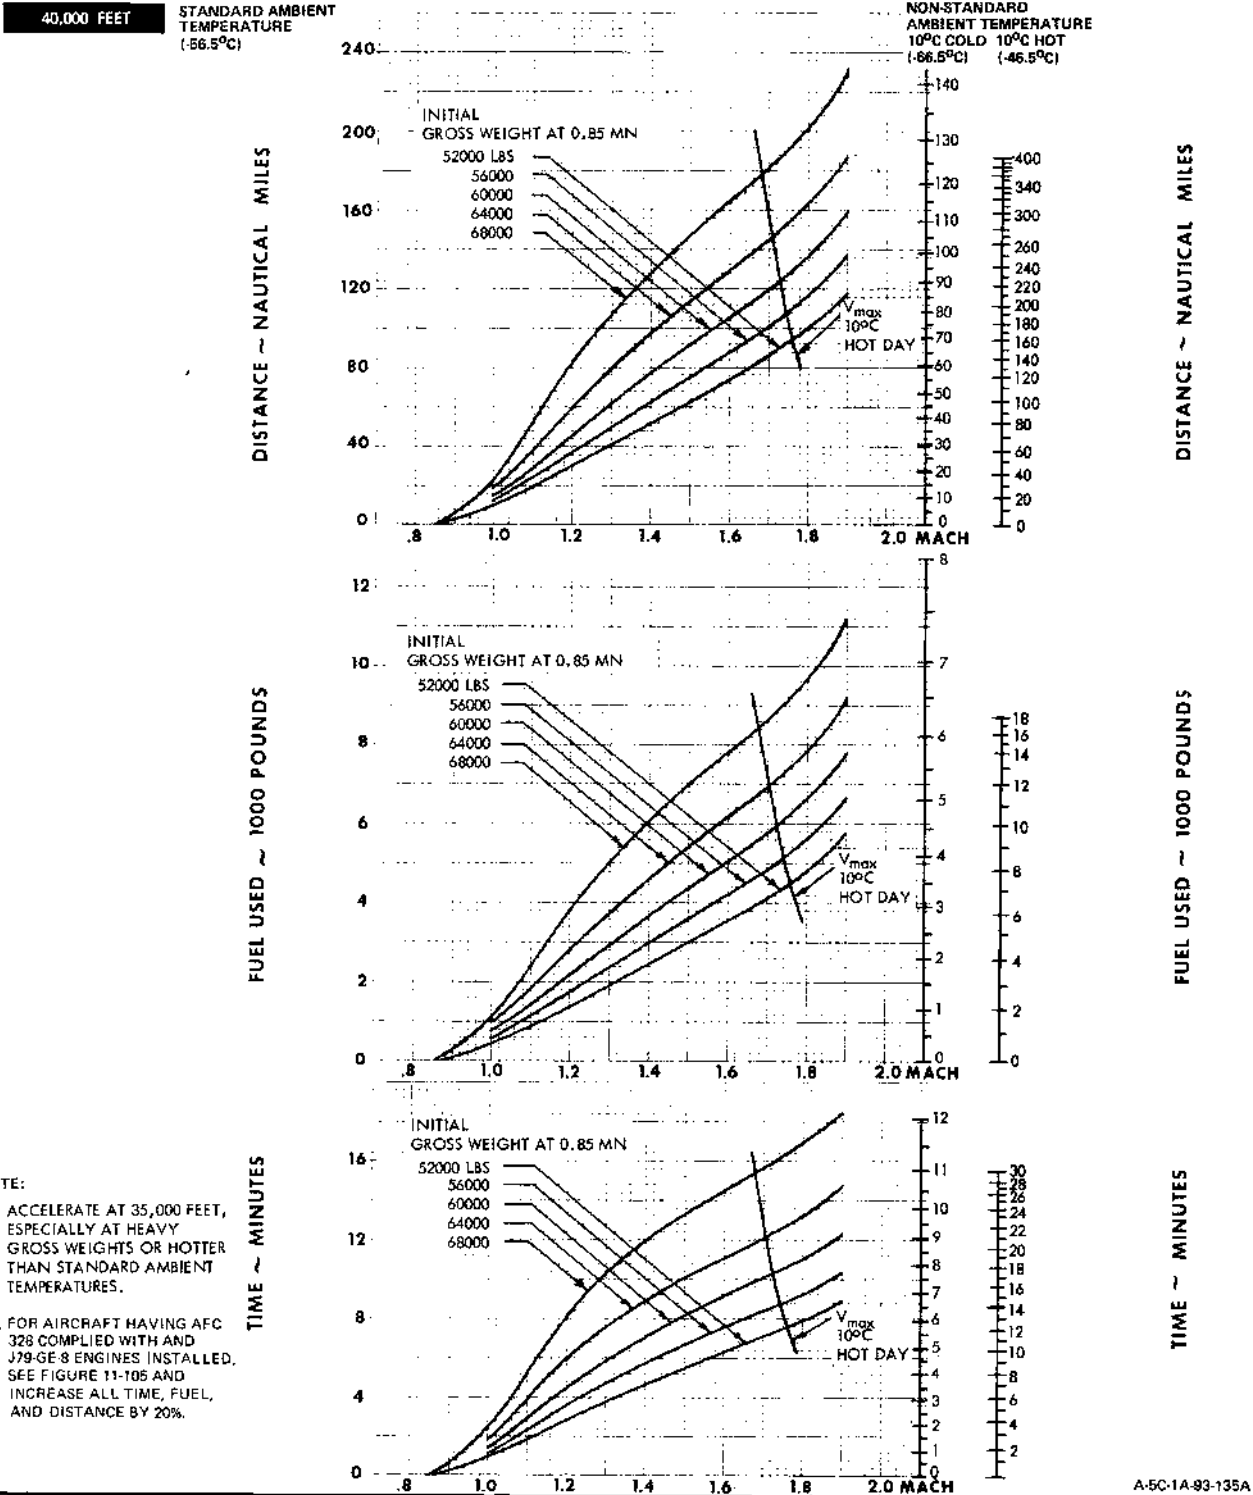 40,000 FEET
STANDARD AMBIENT
TEMPERATURE
(-56.5°C)
NON-STANDARD
AMBIENT TEMPERATURE
10°C COLD 10°C HOT
(-66.5°C) (-46.5°C)
DISTANCE ~ NAUTICAL MILES
240
200
160
120
80
40
0
INITIAL
GROSS WEIGHT AT 0.85 MN
52000 LBS
56000
60000
64000
68000
Vmax
10°C
HOT DAY
.8 1.0 1.2 1.4 1.6 1.8 2.0 MACH
140
130
120
110
100
90
80
70
60
50
40
30
20
10
0
400
340
300
260
240
220
200
180
160
140
120
100
80
60
40
20
0
DISTANCE ~ NAUTICAL MILES
FUEL USED ~ 1000 POUNDS
12
10
8
6
4
2
0
INITIAL
GROSS WEIGHT AT 0.85 MN
52000 LBS
56000
60000
64000
68000
Vmax
10°C
HOT DAY
.8 1.0 1.2 1.4 1.6 1.8 2.0 MACH
8
7
6
5
4
3
2
1
0
18
16
14
12
10
8
6
4
2
0
FUEL USED ~ 1000 POUNDS
TIME ~ MINUTES
16
12
8
4
0
INITIAL
GROSS WEIGHT AT 0.85 MN
52000 LBS
56000
60000
64000
68000
Vmax
10°C
HOT DAY
.8 1.0 1.2 1.4 1.6 1.8 2.0 MACH
12
11
10
9
8
7
6
5
4
3
2
1
0
30
28
26
24
22
20
18
16
14
12
10
8
6
4
2
TIME ~ MINUTES
TE:
ACCELERATE AT 35,000 FEET,
ESPECIALLY AT HEAVY
GROSS WEIGHTS OR HOTTER
THAN STANDARD AMBIENT
TEMPERATURES.
FOR AIRCRAFT HAVING AFC
328 COMPLIED WITH AND
J79-GE-8 ENGINES INSTALLED,
SEE FIGURE 11-105 AND
INCREASE ALL TIME, FUEL,
AND DISTANCE BY 20%.
A-5C-1A-93-135A